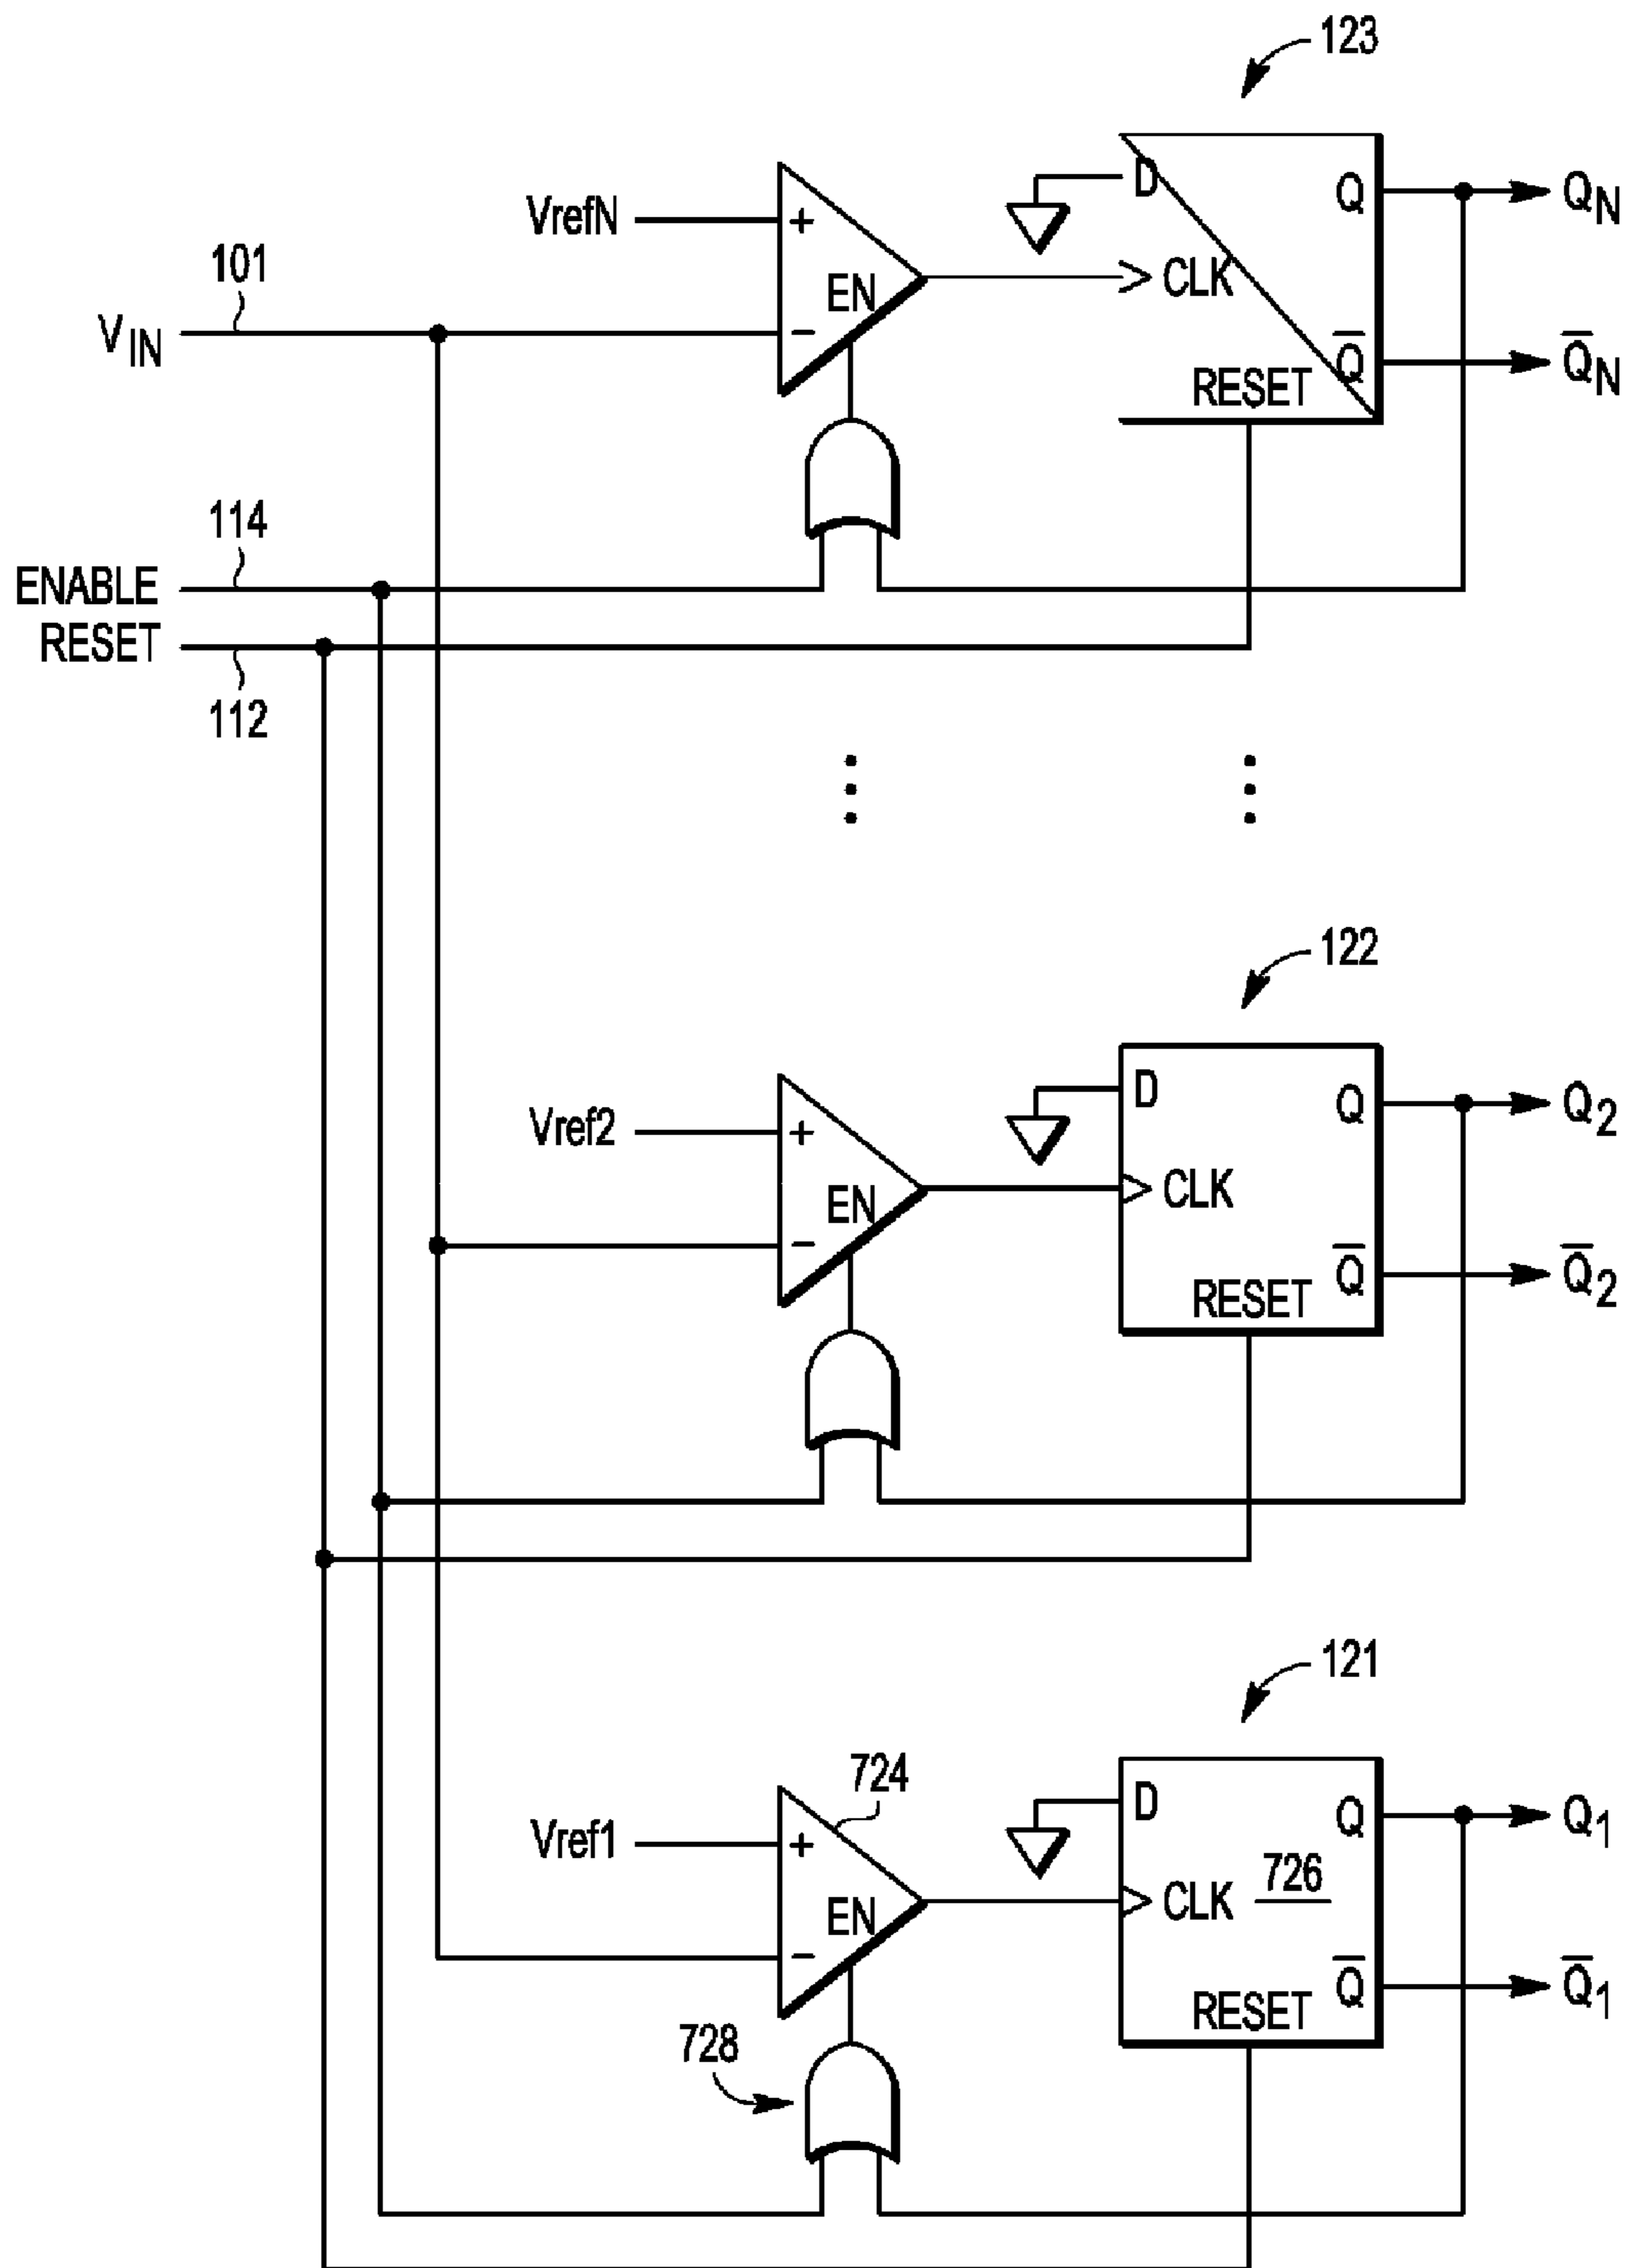 123
VrefN
+
−
EN
D
CLK
RESET
Q
Q̅
Q_N
Q̅_N
101
V_IN
114
ENABLE
RESET
112
122
Vref2
+
−
EN
D
CLK
RESET
Q
Q̅
Q_2
Q̅_2
121
724
Vref1
+
−
EN
D
CLK
726
RESET
Q
Q̅
Q_1
Q̅_1
728